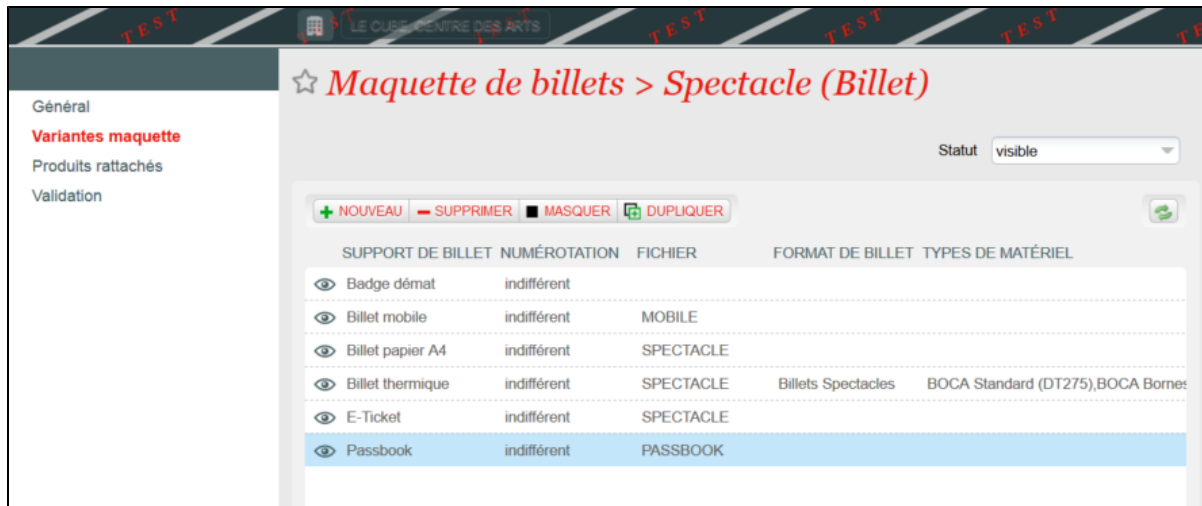 TEST TEST TEST TEST TEST TEST
LE CUBE, CENTRE DES ARTS
Maquette de billets > Spectacle (Billet)
Général
Variantes maquette
Produits rattachés
Validation
Statut visible
NOUVEAU SUPPRIMER MASQUER DUPLIQUER
SUPPORT DE BILLET NUMÉROTATION FICHIER FORMAT DE BILLET TYPES DE MATÉRIEL
Badge démat indifférent
Billet mobile indifférent MOBILE
Billet papier A4 indifférent SPECTACLE
Billet thermique indifférent SPECTACLE Billets Spectacles BOCA Standard (DT275),BOCA Bornes
E-Ticket indifférent SPECTACLE
Passbook indifférent PASSBOOK